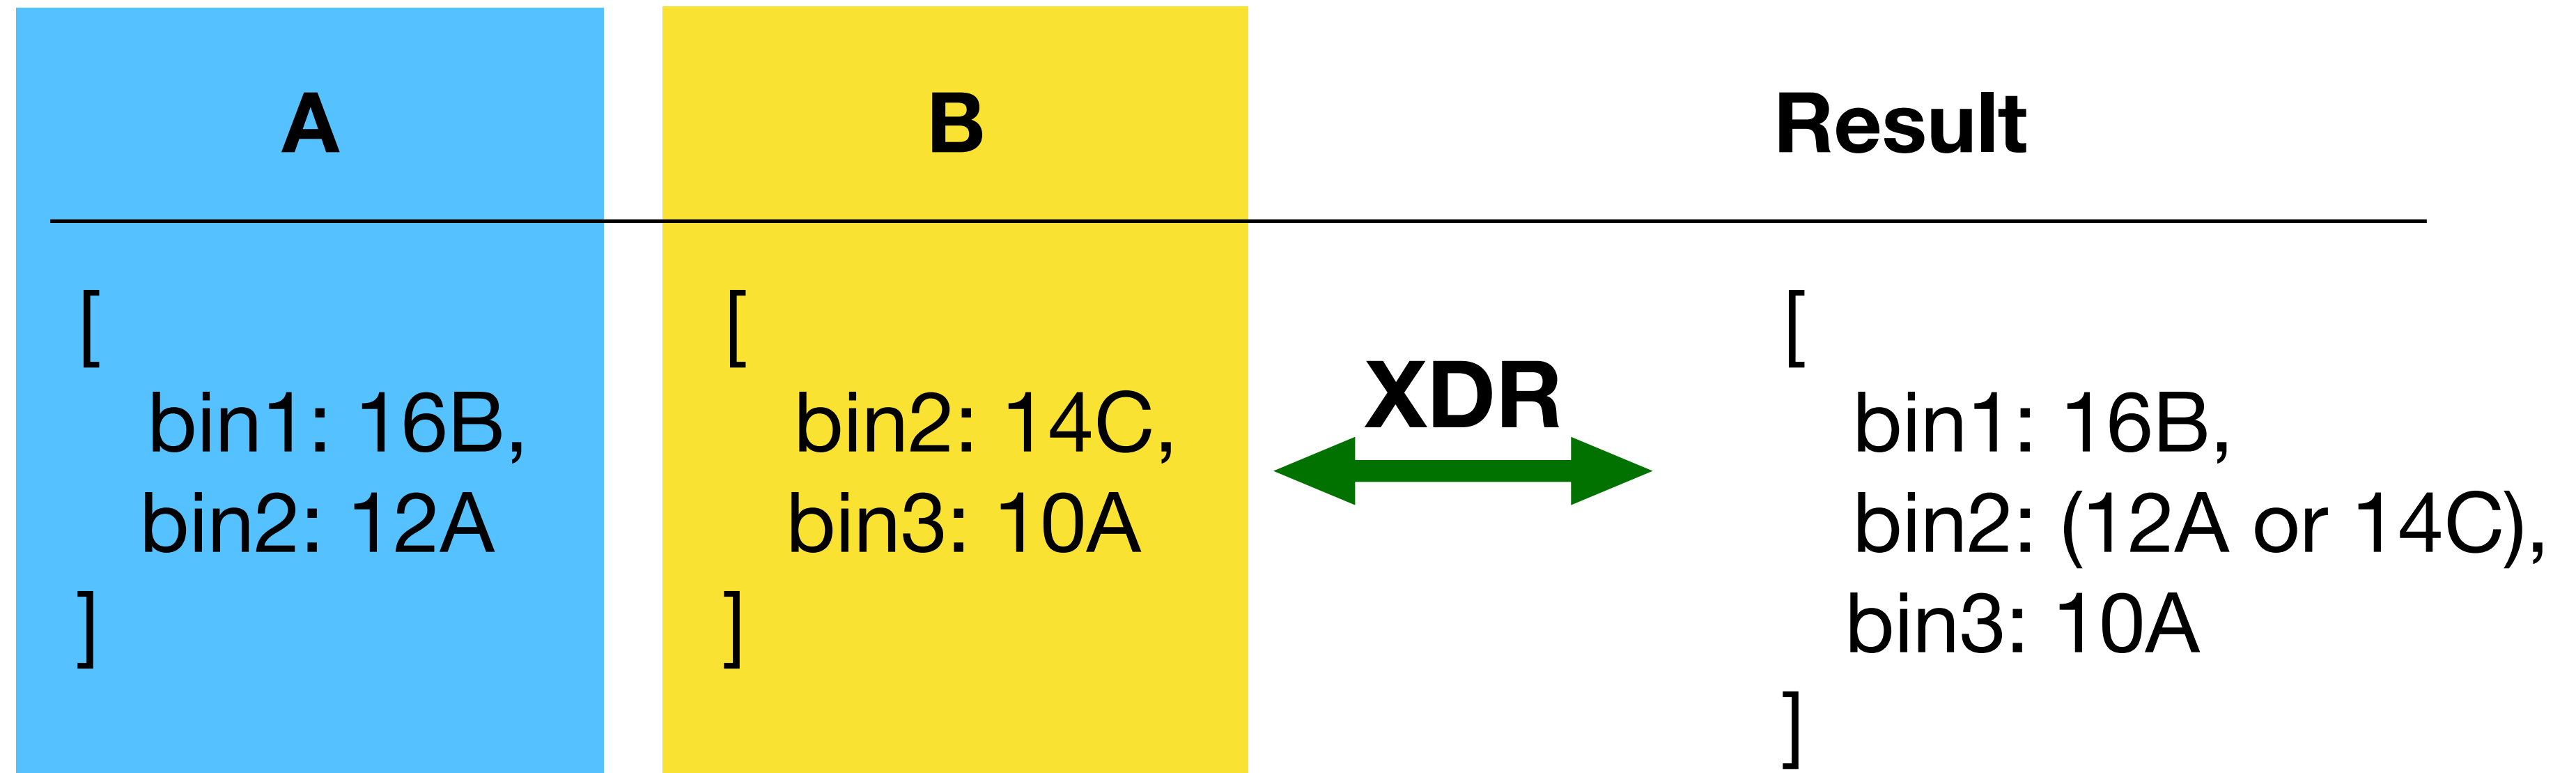 A
B
Result
[
bin1: 16B,
bin2: 12A
]
[
bin2: 14C,
bin3: 10A
]
XDR
[
bin1: 16B,
bin2: (12A or 14C),
bin3: 10A
]